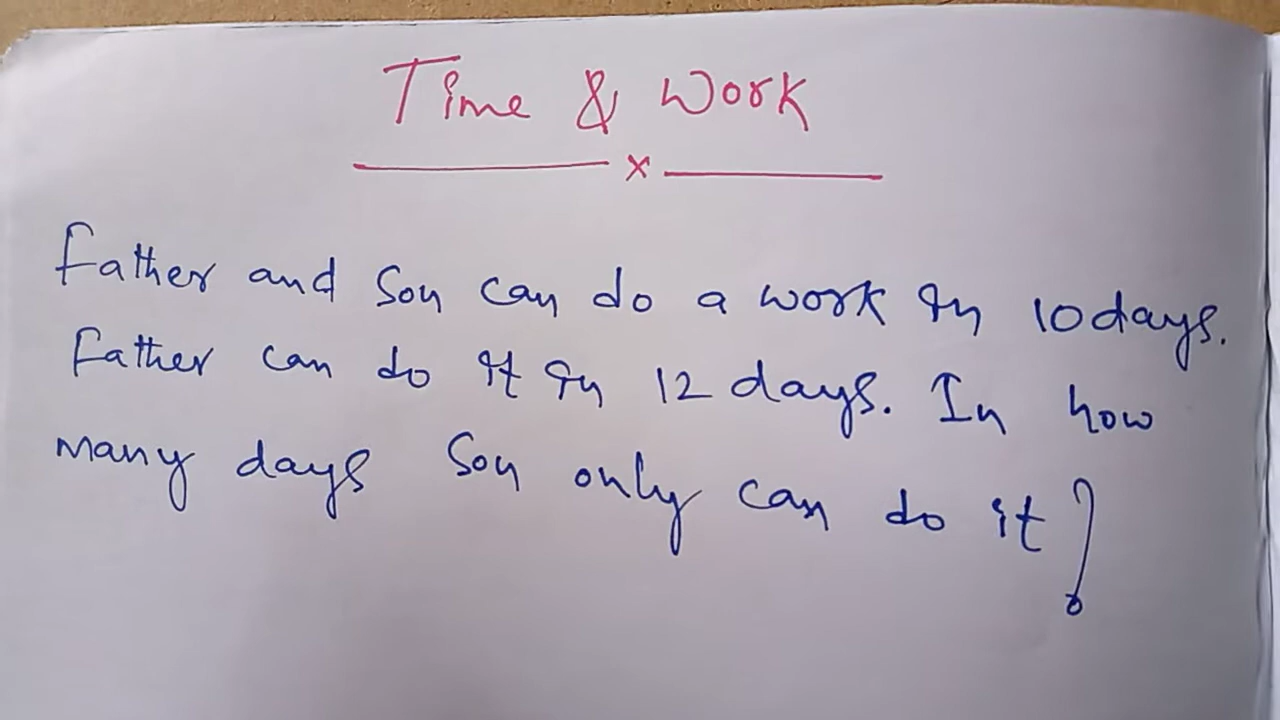 Time & Work
x
Father and Son can do a work in 10 days.
Father can do it in 12 days. In how
many days Son only can do it?